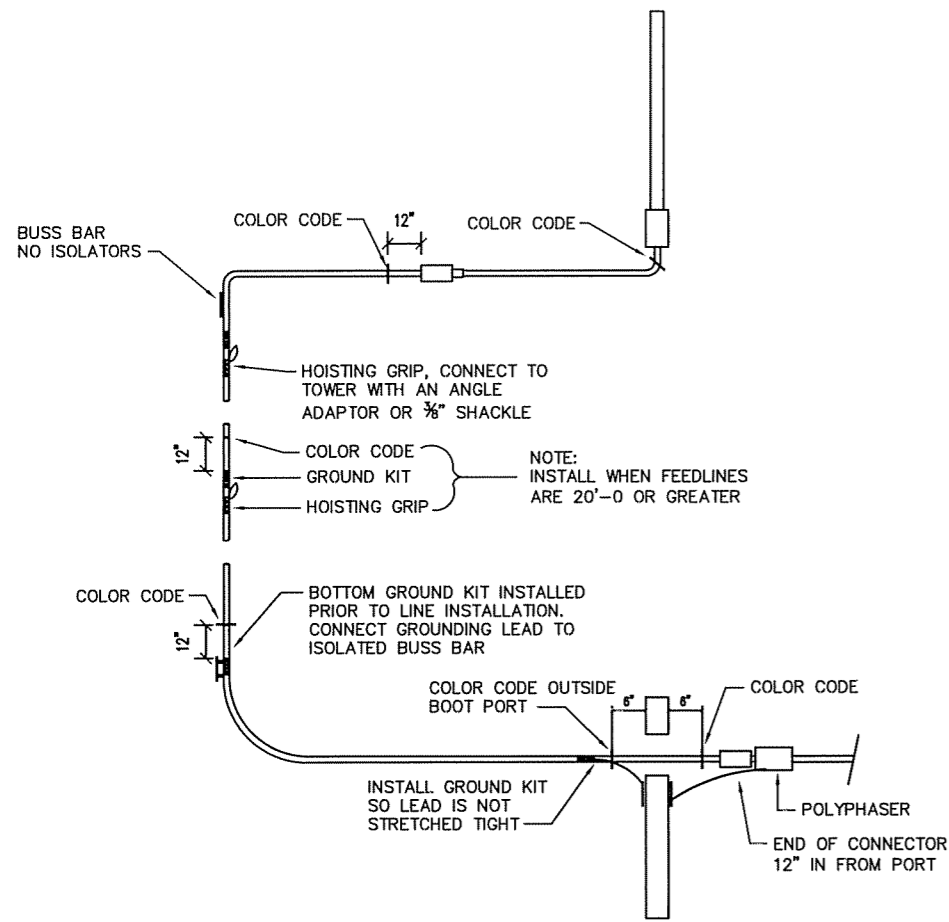 COLOR CODE
12"
COLOR CODE
BUSS BAR
NO ISOLATORS
HOISTING GRIP, CONNECT TO
TOWER WITH AN ANGLE
ADAPTOR OR ⅜" SHACKLE
12"
COLOR CODE
GROUND KIT
HOISTING GRIP
NOTE:
INSTALL WHEN FEEDLINES
ARE 20'-0 OR GREATER
COLOR CODE
12"
BOTTOM GROUND KIT INSTALLED
PRIOR TO LINE INSTALLATION.
CONNECT GROUNDING LEAD TO
ISOLATED BUSS BAR
COLOR CODE OUTSIDE
BOOT PORT
6"
6"
COLOR CODE
INSTALL GROUND KIT
SO LEAD IS NOT
STRETCHED TIGHT
POLYPHASER
END OF CONNECTOR
12" IN FROM PORT